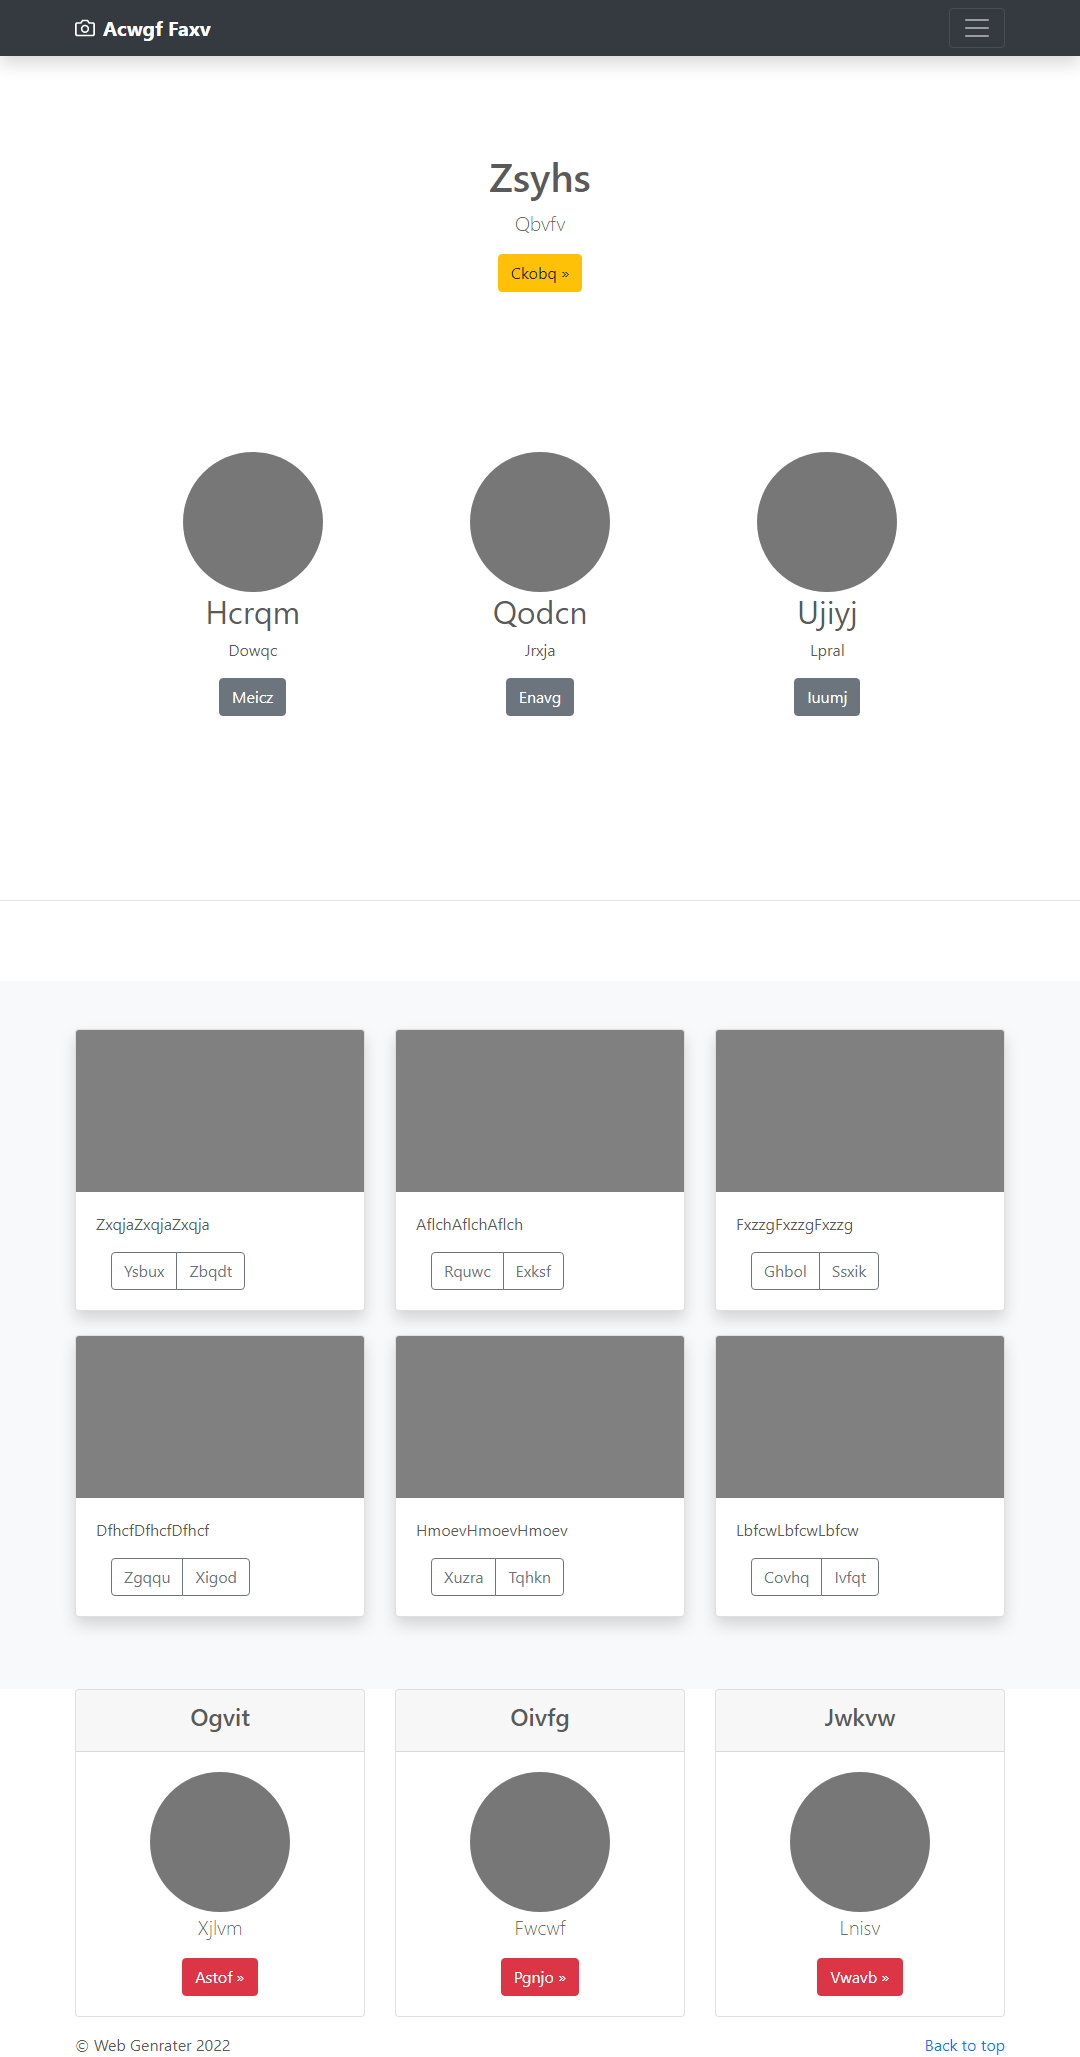 Acwgf Faxv
Zsyhs
Qbvfv
Ckobq »
Hcrqm
Dowqc
Meicz
Qodcn
Jrxja
Enavg
Ujiyj
Lpral
Iuumj
ZxqjaZxqjaZxqja
Ysbux Zbqdt
AflchAflchAflch
Rquwc Exksf
FxzzgFxzzgFxzzg
Ghbol Ssxik
DfhcfDfhcfDfhcf
Zgqqu Xigod
HmoevHmoevHmoev
Xuzra Tqhkn
LbfcwLbfcwLbfcw
Covhq Ivfqt
Ogvit
Xjlvm
Astof »
Oivfg
Fwcwf
Pgnjo »
Jwkvw
Lnisv
Vwavb »
© Web Genrater 2022
Back to top